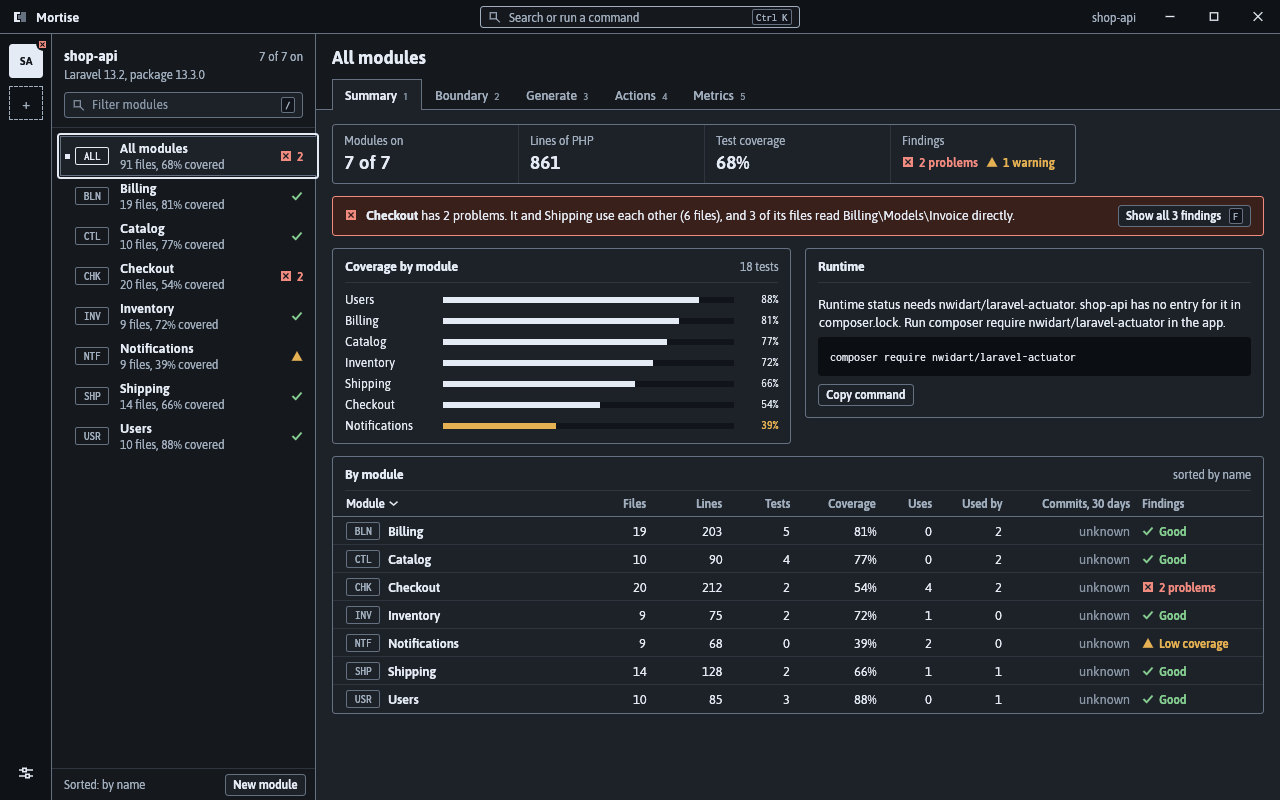 Mortise
Search or run a command Ctrl K
shop-api
SA
+
shop-api 7 of 7 on
Laravel 13.2, package 13.3.0
Filter modules /
ALL All modules 2
91 files, 68% covered
BLN Billing
19 files, 81% covered
CTL Catalog
10 files, 77% covered
CHK Checkout 2
20 files, 54% covered
INV Inventory
9 files, 72% covered
NTF Notifications
9 files, 39% covered
SHP Shipping
14 files, 66% covered
USR Users
10 files, 88% covered
Sorted: by name New module
All modules
Summary 1 Boundary 2 Generate 3 Actions 4 Metrics 5
Modules on Lines of PHP Test coverage Findings
7 of 7 861 68% 2 problems 1 warning
Checkout has 2 problems. It and Shipping use each other (6 files), and 3 of its files read Billing\Models\Invoice directly. Show all 3 findings F
Coverage by module 18 tests
Users 88%
Billing 81%
Catalog 77%
Inventory 72%
Shipping 66%
Checkout 54%
Notifications 39%
Runtime
Runtime status needs nwidart/laravel-actuator. shop-api has no entry for it in
composer.lock. Run composer require nwidart/laravel-actuator in the app.
composer require nwidart/laravel-actuator
Copy command
By module sorted by name
Module Files Lines Tests Coverage Uses Used by Commits, 30 days Findings
BLN Billing 19 203 5 81% 0 2 unknown Good
CTL Catalog 10 90 4 77% 0 2 unknown Good
CHK Checkout 20 212 2 54% 4 2 unknown 2 problems
INV Inventory 9 75 2 72% 1 0 unknown Good
NTF Notifications 9 68 0 39% 2 0 unknown Low coverage
SHP Shipping 14 128 2 66% 1 1 unknown Good
USR Users 10 85 3 88% 0 1 unknown Good